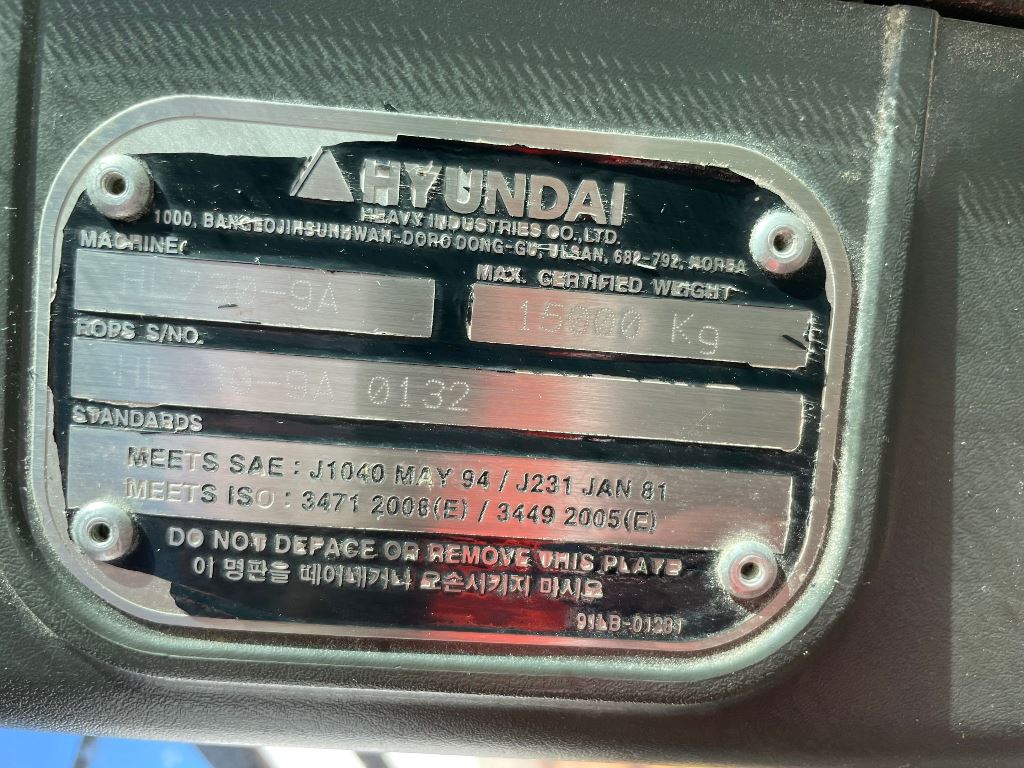 HYUNDAI
HEAVY INDUSTRIES CO., LTD.
1000, BANGEOJINSUNHWAN-DORO DONG-GU, ULSAN, 682-792, KOREA
MACHINE
MAX. CERTIFIED WEIGHT
-9A
15800 Kg
ROPS S/NO.
-9A 0132
STANDARDS
MEETS SAE : J1040 MAY 94 / J231 JAN 81
MEETS ISO : 3471 2008(E) / 3449 2005(E)
DO NOT DEFACE OR REMOVE THIS PLATE
이 명판을 떼어내거나 오손시키지 마시오
91LB-01281